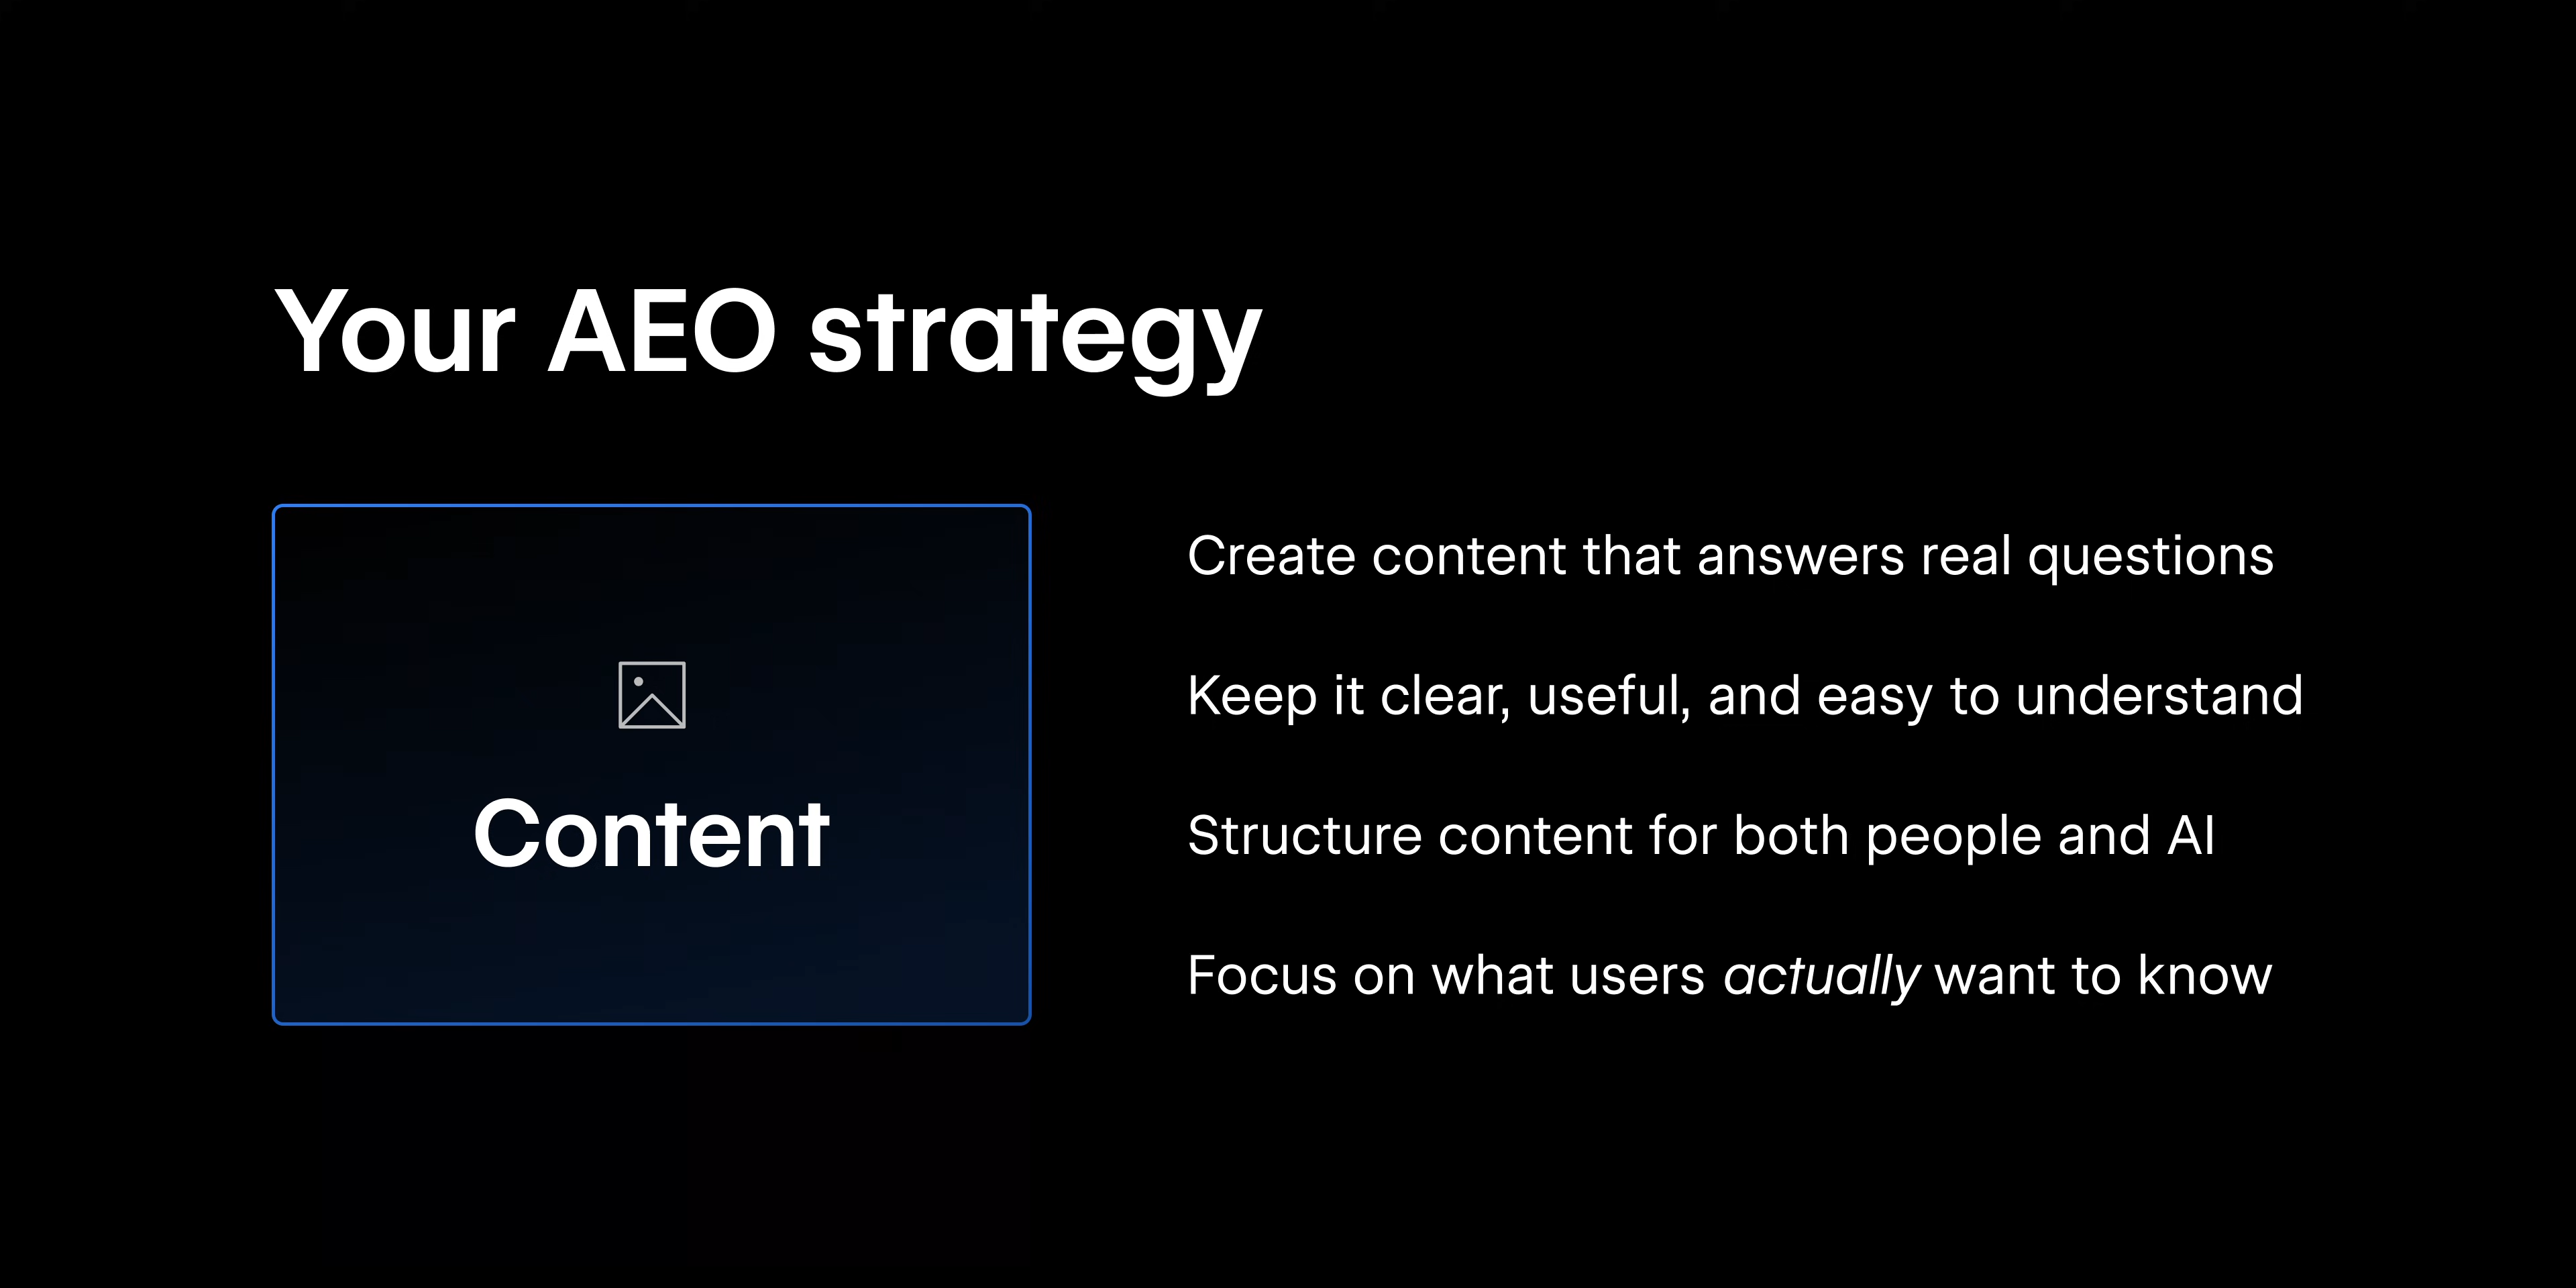 Your AEO strategy
Content
Create content that answers real questions
Keep it clear, useful, and easy to understand
Structure content for both people and AI
Focus on what users actually want to know